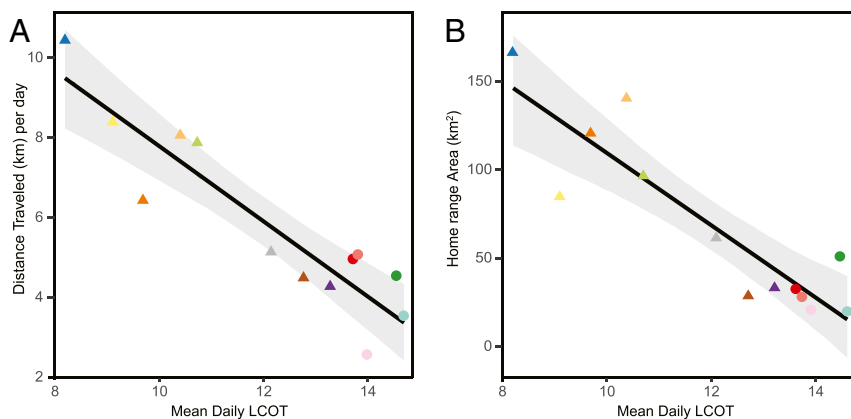 A
Distance Traveled (km) per day
10
8
6
4
2
8
10
12
14
Mean Daily LCOT
B
Home range Area (km²)
150
100
50
0
8
10
12
14
Mean Daily LCOT